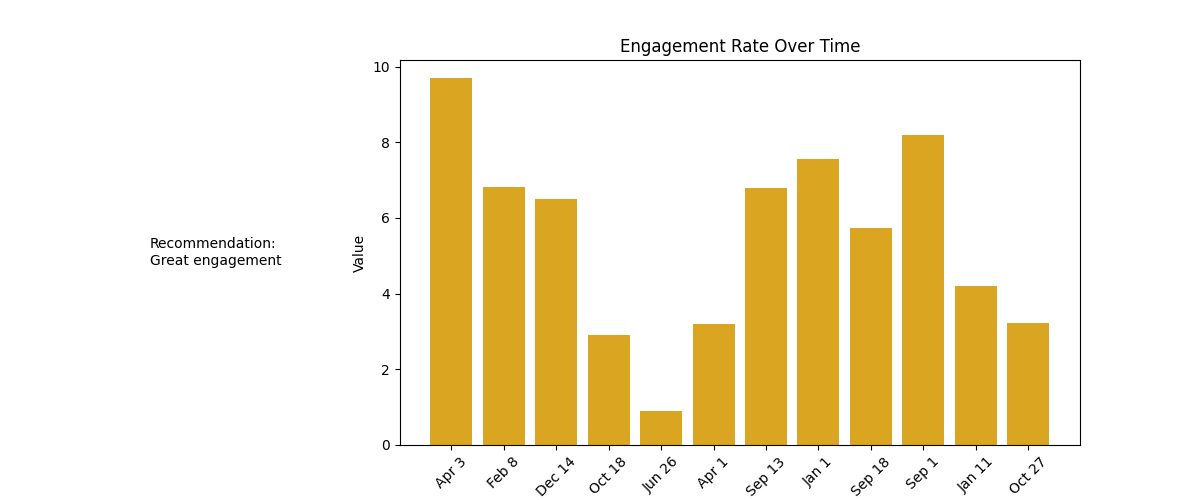 Engagement Rate Over Time
Recommendation:
Great engagement
Value
10
8
6
4
2
0
Apr 3
Feb 8
Dec 14
Oct 18
Jun 26
Apr 1
Sep 13
Jan 1
Sep 18
Sep 1
Jan 11
Oct 27